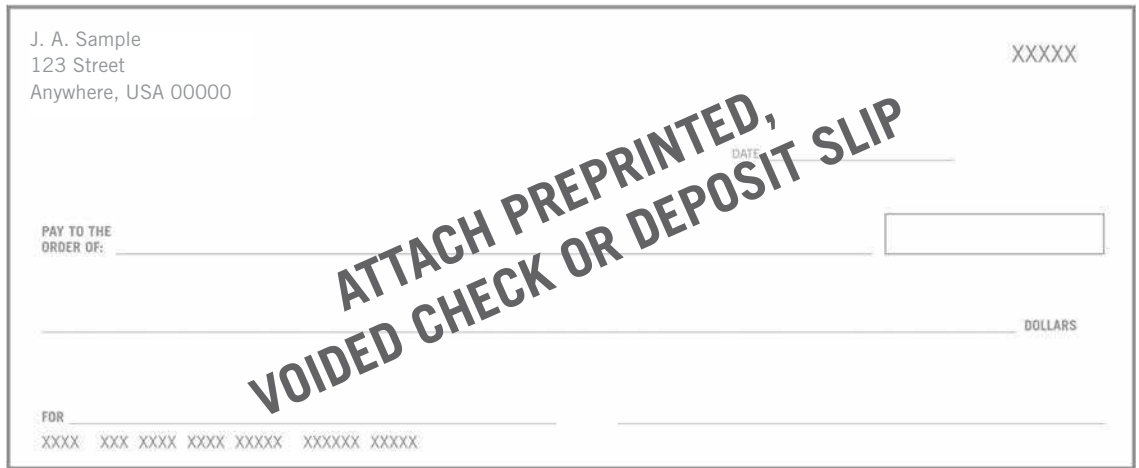 J. A. Sample
123 Street
Anywhere, USA 00000
XXXXX
DATE
ATTACH PREPRINTED,
VOIDED CHECK OR DEPOSIT SLIP
PAY TO THE
ORDER OF:
DOLLARS
FOR
XXXX XXX XXXX XXXX XXXXX XXXXXX XXXXX